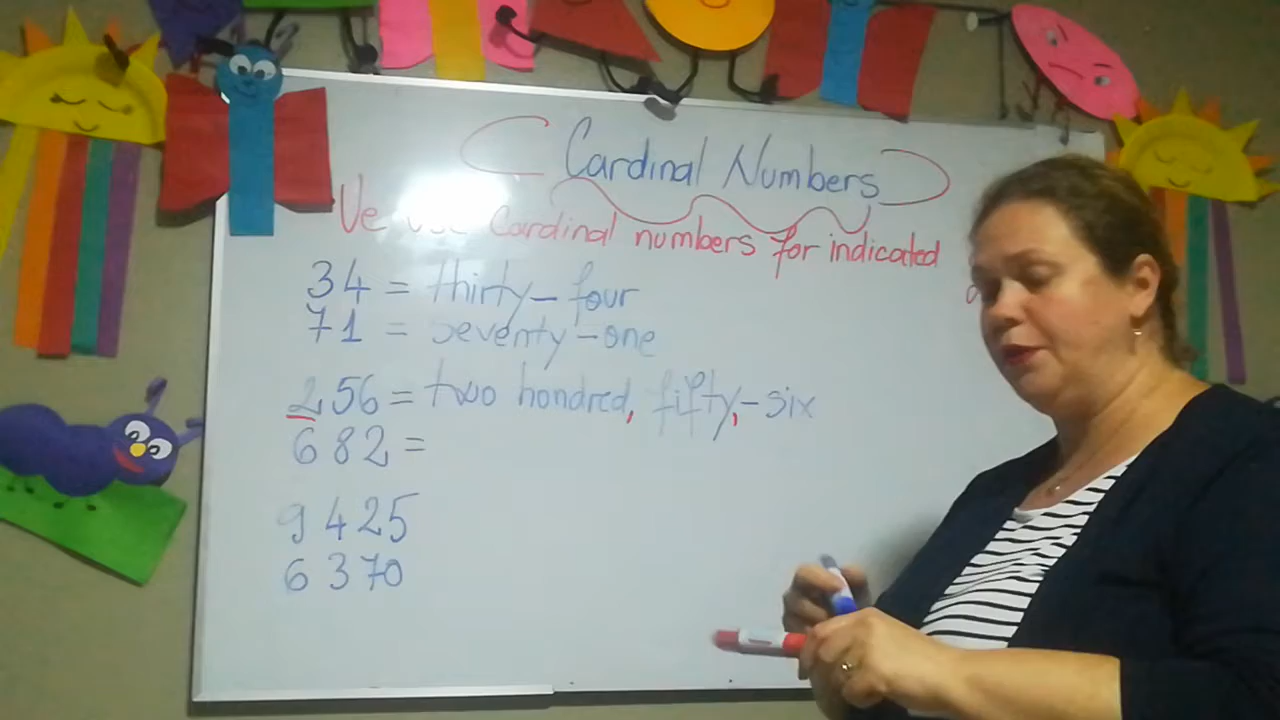 Cardinal Numbers
Ve use Cardinal numbers for indicated
34 = thirty-four
71 = seventy-one
256 = two hondred, fifty,-six
682 =
9425
6370